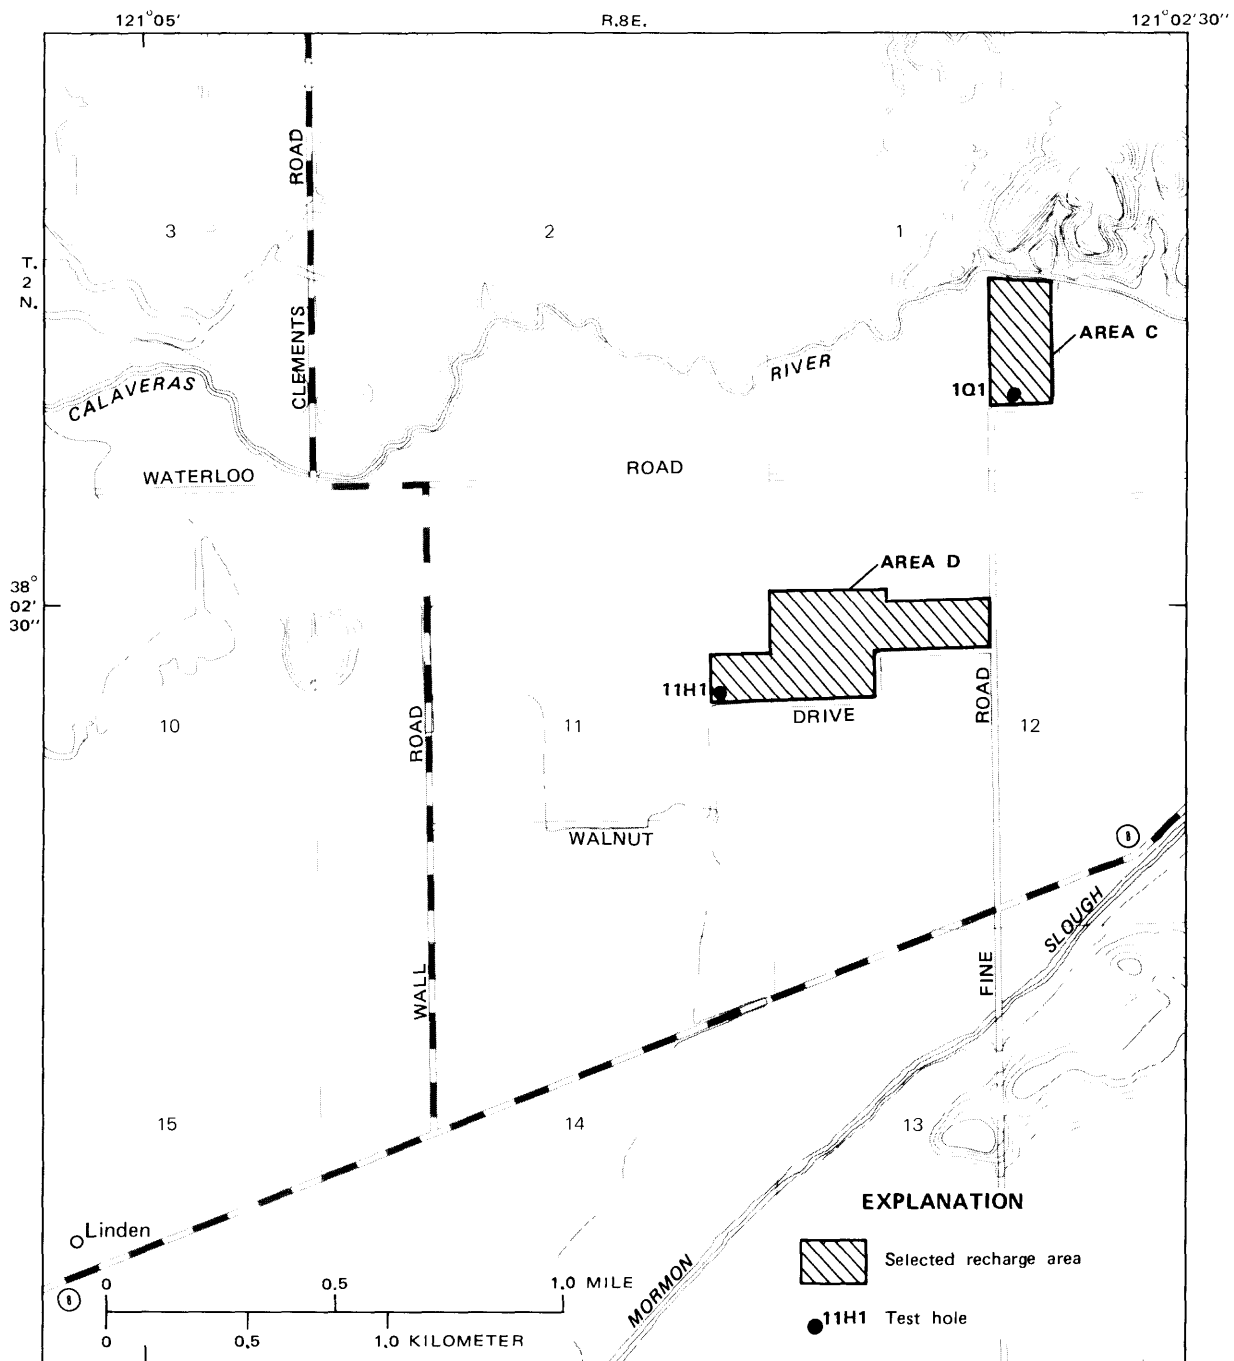 121°05'
R.8E.
121°02'30"
ROAD
3
2
1
T.
2
N.
CLEMENTS
AREA C
RIVER
CALAVERAS
1Q1
WATERLOO
ROAD
AREA D
38°
02'
30"
11H1
ROAD
DRIVE
ROAD
10
11
12
WALNUT
8
SLOUGH
WALL
FINE
15
14
13
EXPLANATION
Linden
Selected recharge area
0 0.5 1.0 MILE
8
MORMON
11H1 Test hole
0 0.5 1.0 KILOMETER